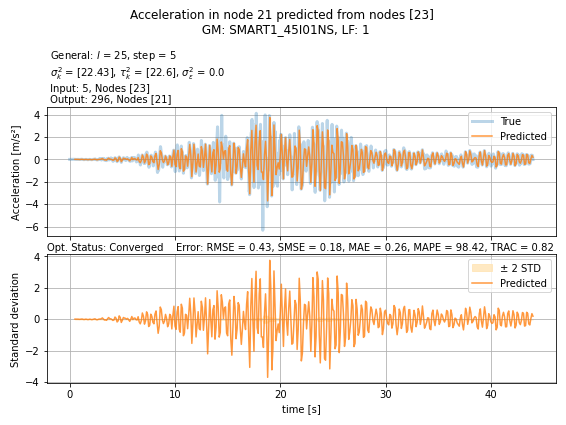 Acceleration in node 21 predicted from nodes [23]
GM: SMART1_45I01NS, LF: 1
General: l = 25, step = 5
σ²ₖ = [22.43], τ²ₖ = [22.6], σ²ε = 0.0
Input: 5, Nodes [23]
Output: 296, Nodes [21]
Acceleration [m/s²]
4
2
0
−2
−4
−6
True
Predicted
Opt. Status: Converged Error: RMSE = 0.43, SMSE = 0.18, MAE = 0.26, MAPE = 98.42, TRAC = 0.82
Standard deviation
4
2
0
−2
−4
± 2 STD
Predicted
0 10 20 30 40
time [s]